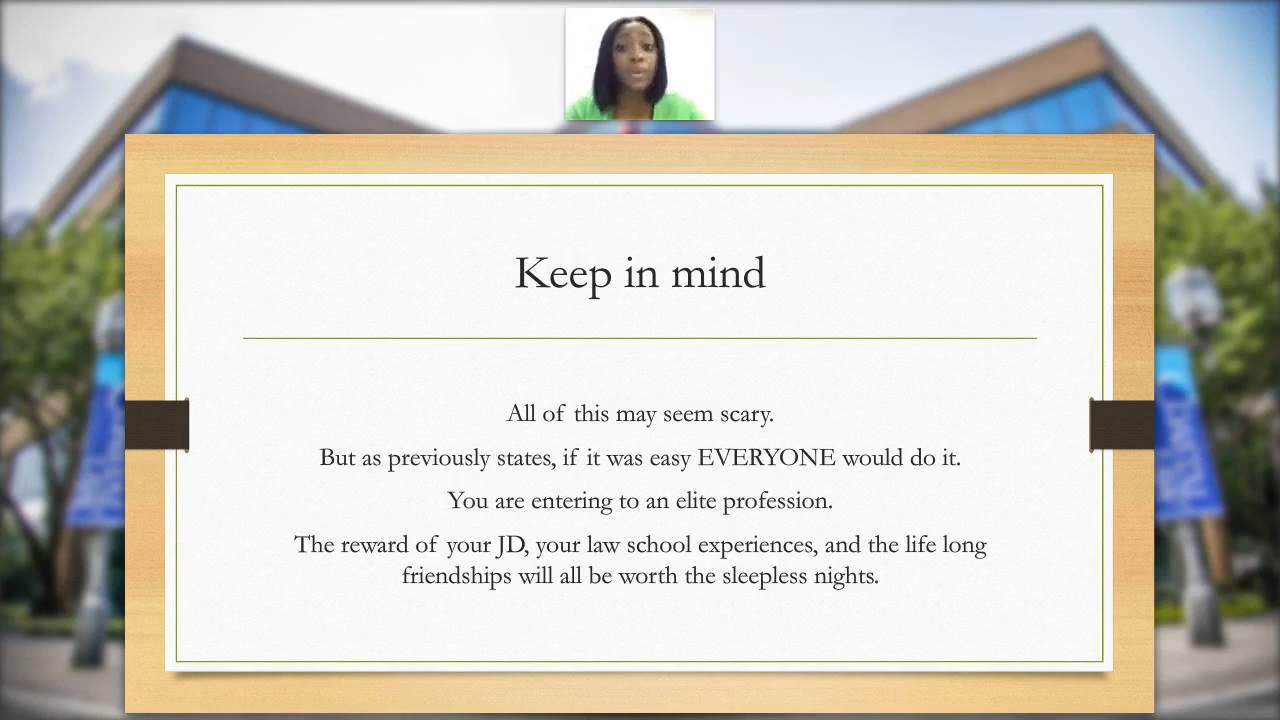 Keep in mind
All of this may seem scary.
But as previously states, if it was easy EVERYONE would do it.
You are entering to an elite profession.
The reward of your JD, your law school experiences, and the life long
friendships will all be worth the sleepless nights.